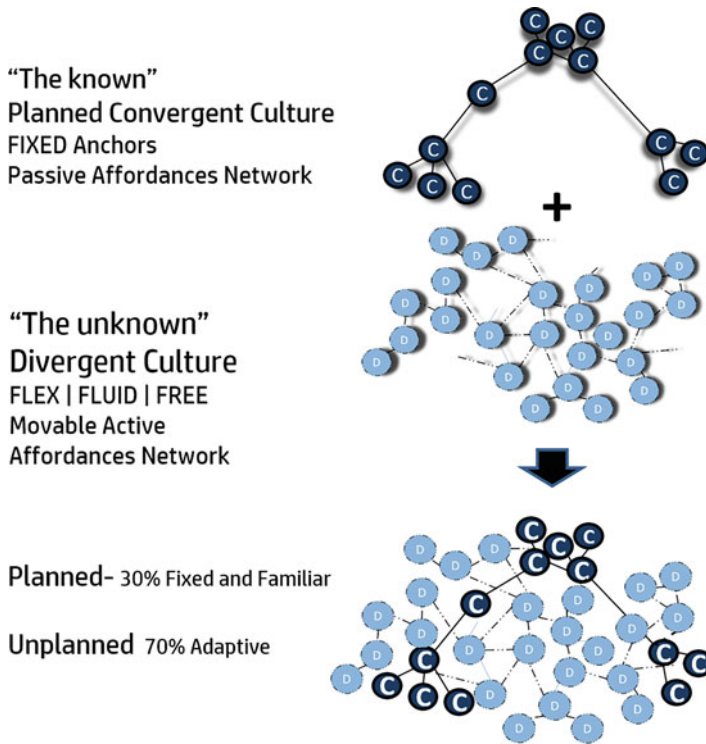 “The known”
Planned Convergent Culture
FIXED Anchors
Passive Affordances Network
C C C
C C
C
C C C
C C C C
+
D D D
D D D
D D D D
D D D D
D D D D
D D D
D D D
D
“The unknown”
Divergent Culture
FLEX | FLUID | FREE
Movable Active
Affordances Network
C C C
C C
D D D
D D
D D C D D
D D D D
D D D
C D D C C
D D D
C C C D C
D D
D D
Planned- 30% Fixed and Familiar
Unplanned 70% Adaptive